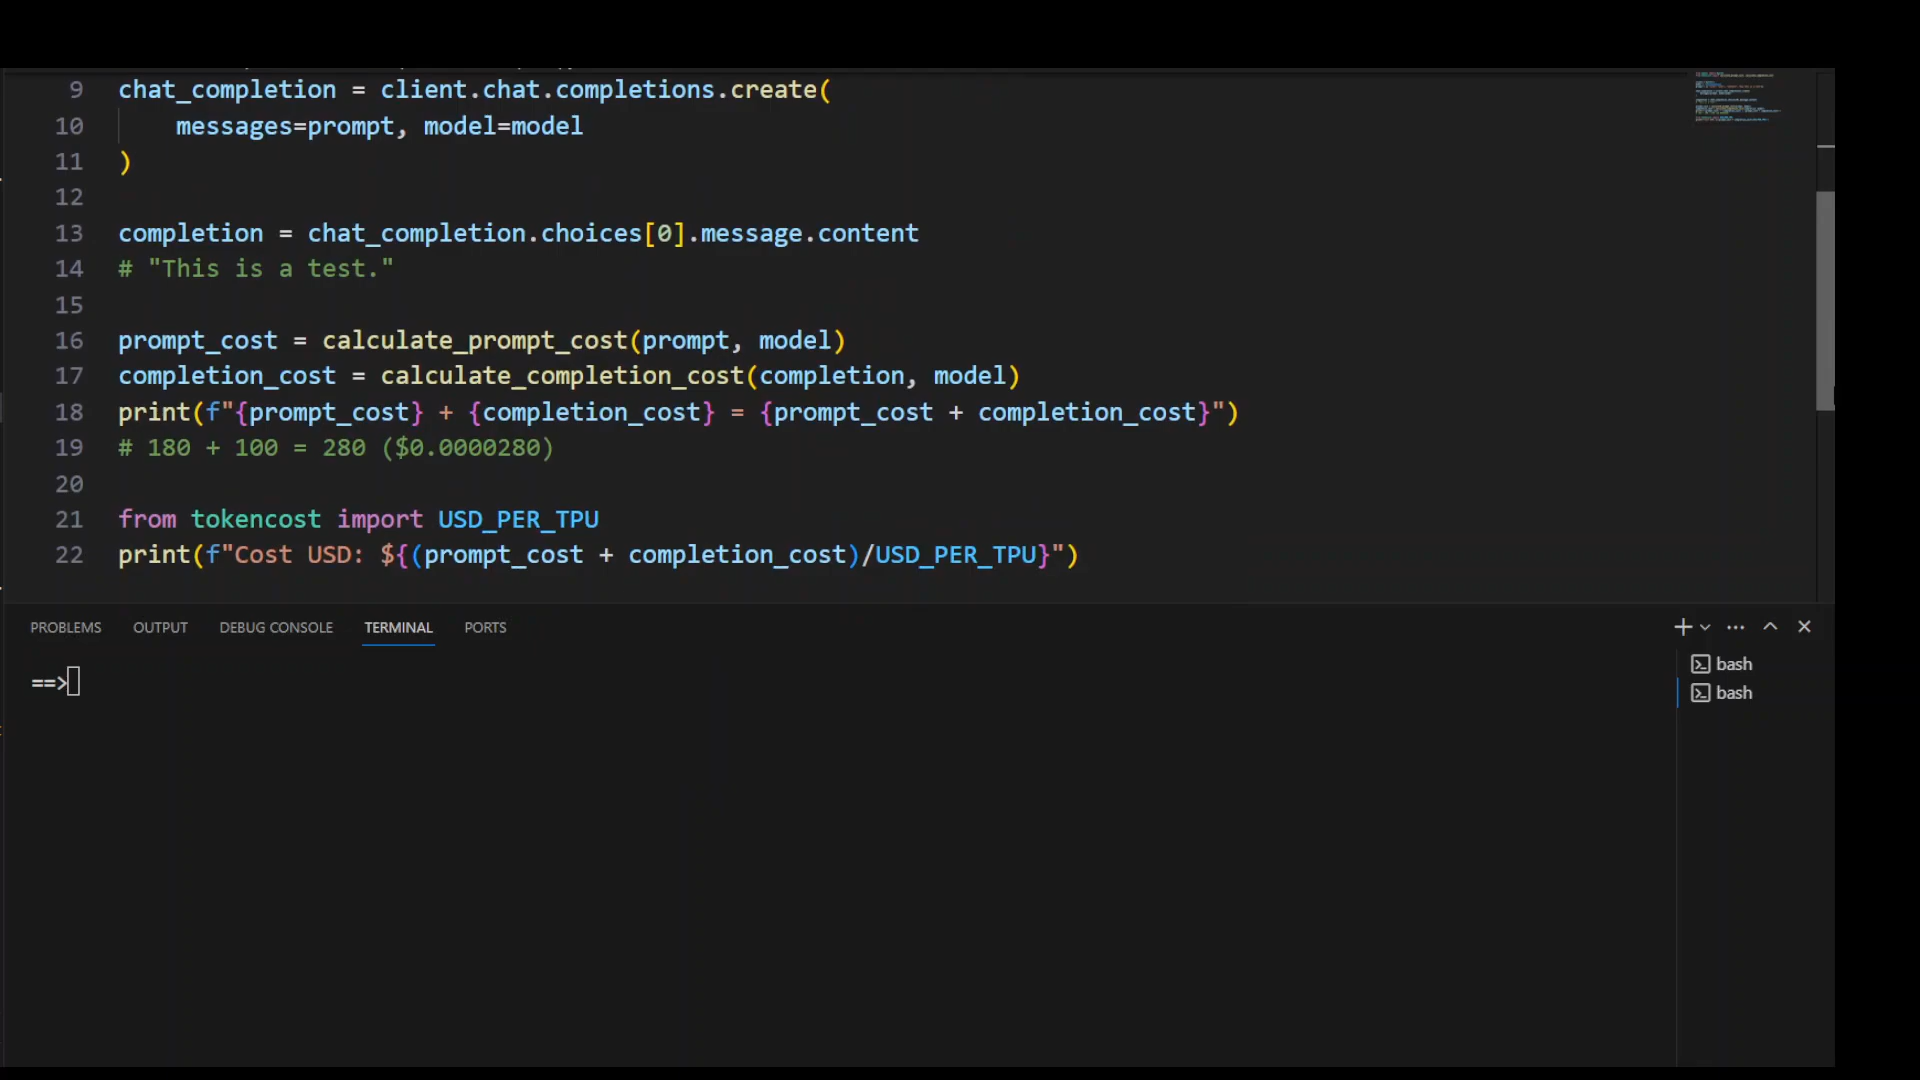 9 chat_completion = client.chat.completions.create(
10 messages=prompt, model=model
11 )
12
13 completion = chat_completion.choices[0].message.content
14 # "This is a test."
15
16 prompt_cost = calculate_prompt_cost(prompt, model)
17 completion_cost = calculate_completion_cost(completion, model)
18 print(f"{prompt_cost} + {completion_cost} = {prompt_cost + completion_cost}")
19 # 180 + 100 = 280 ($0.0000280)
20
21 from tokencost import USD_PER_TPU
22 print(f"Cost USD: ${(prompt_cost + completion_cost)/USD_PER_TPU}")
PROBLEMS OUTPUT DEBUG CONSOLE TERMINAL PORTS
==>
bash
bash